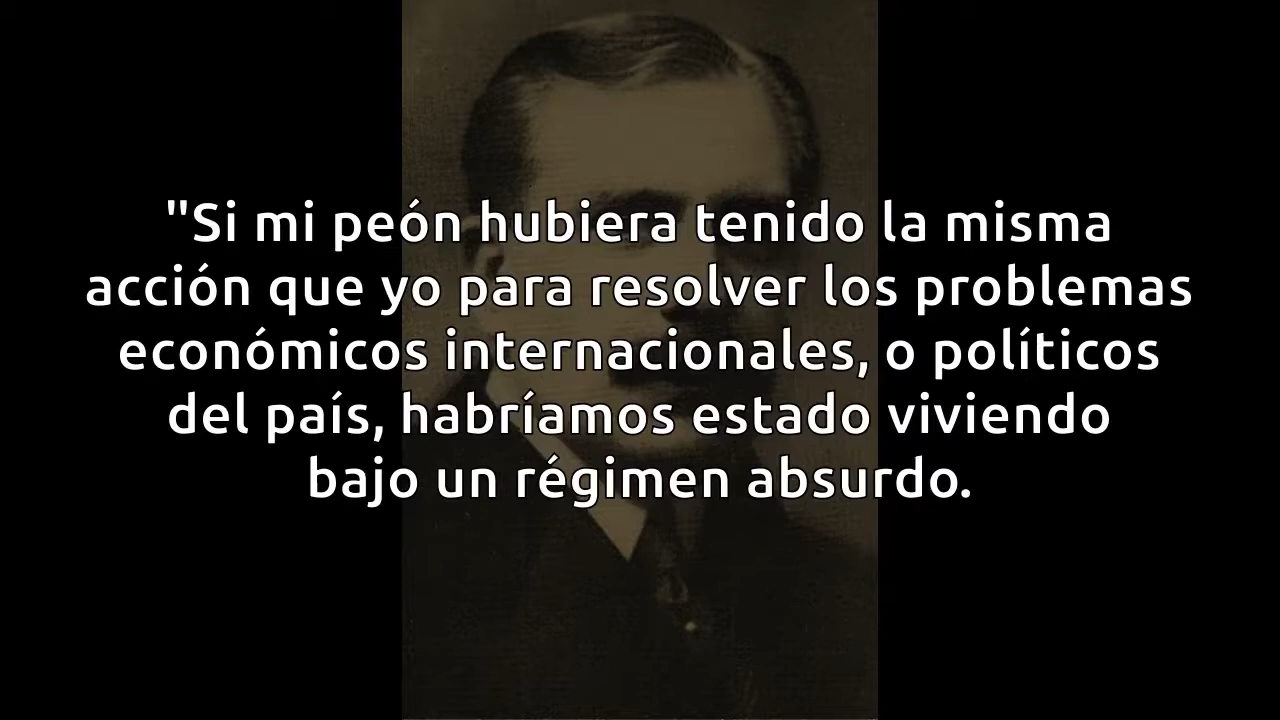 "Si mi peón hubiera tenido la misma
acción que yo para resolver los problemas
económicos internacionales, o políticos
del país, habríamos estado viviendo
bajo un régimen absurdo.